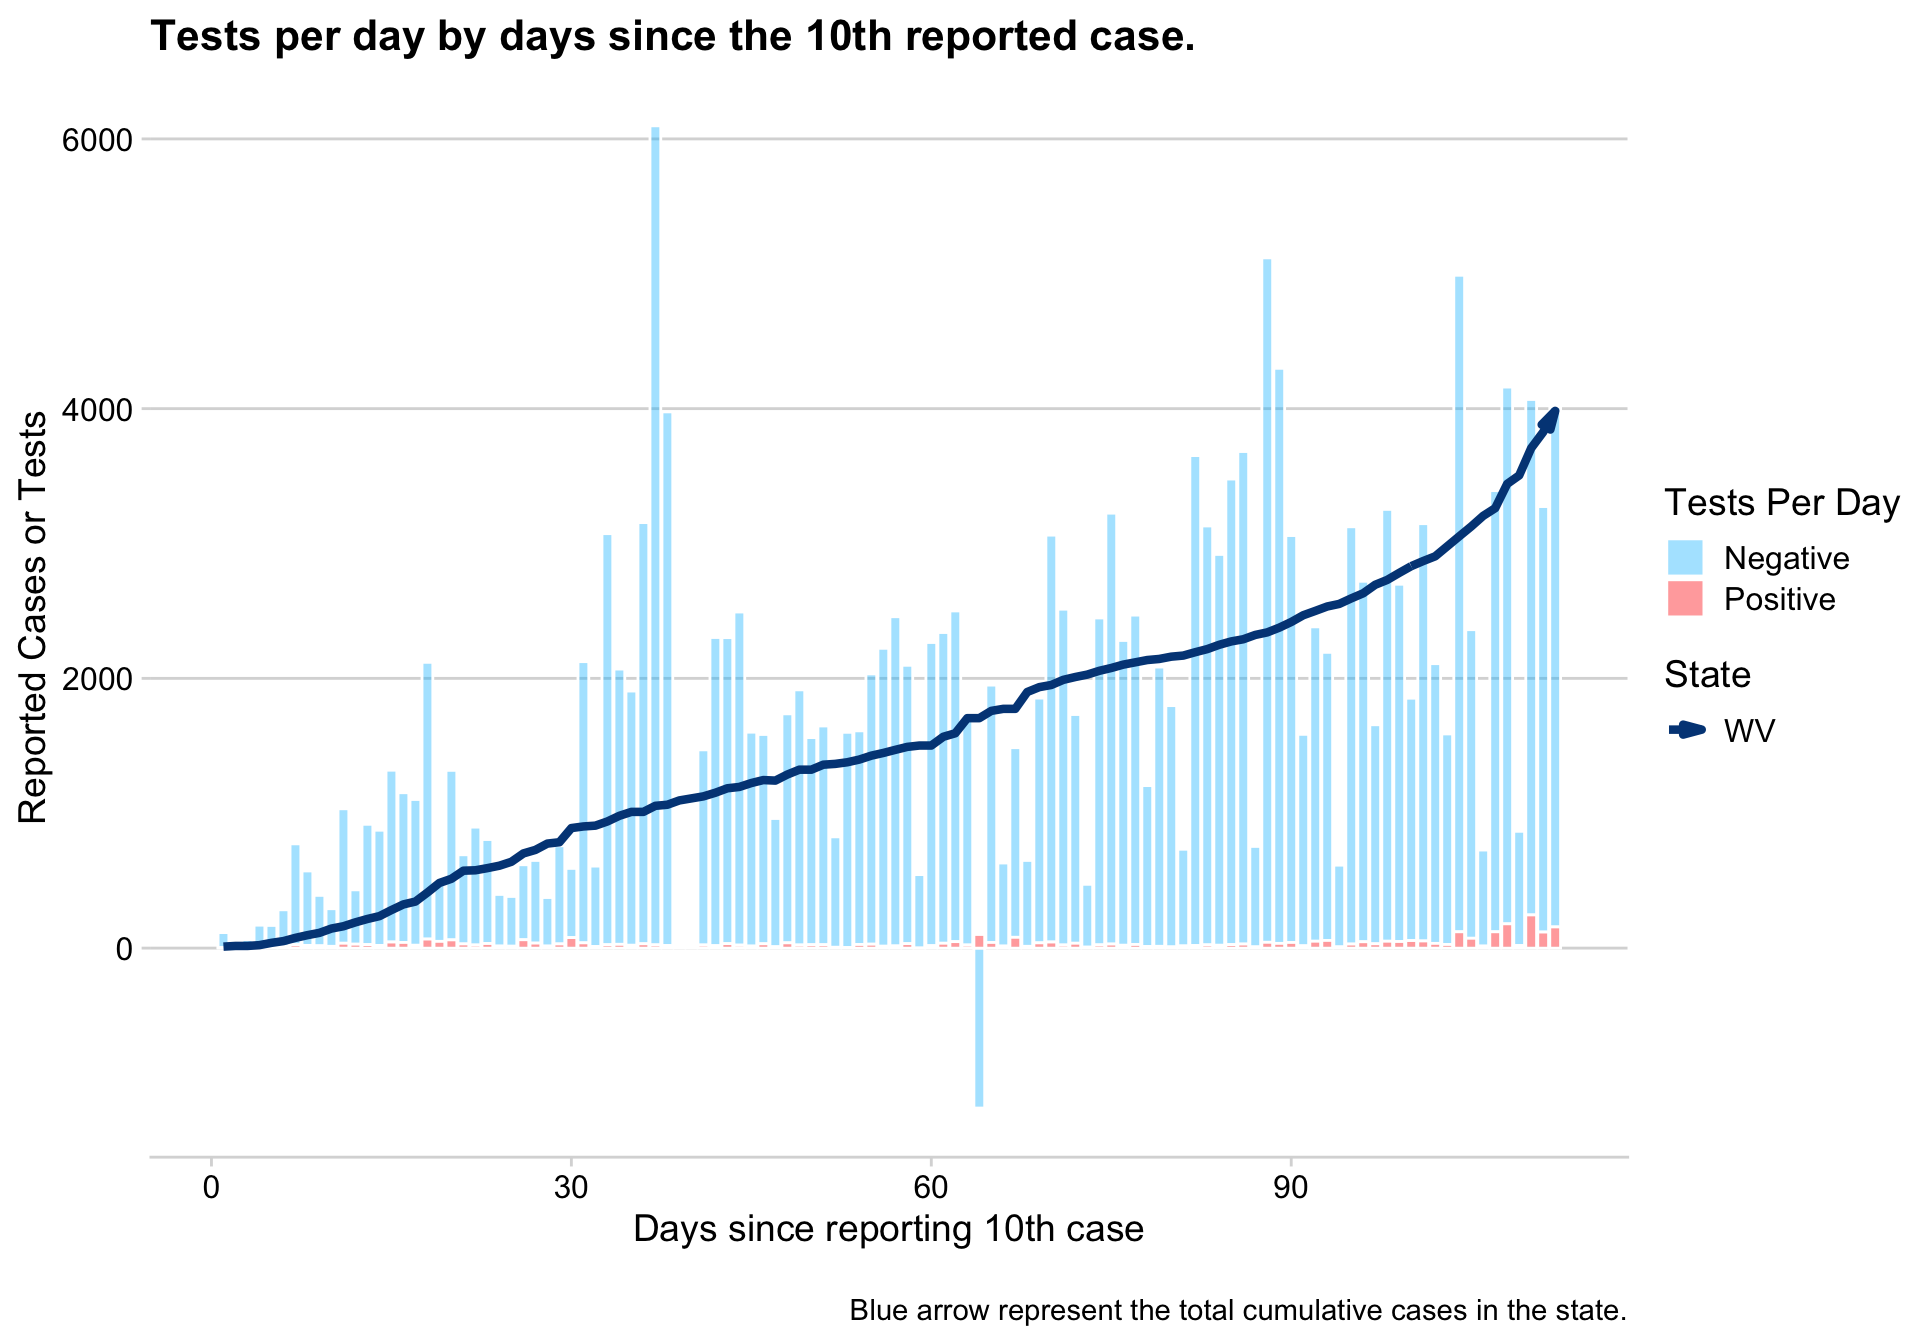 Tests per day by days since the 10th reported case.
6000
4000
2000
0
Reported Cases or Tests
0 30 60 90
Days since reporting 10th case
Tests Per Day
Negative
Positive
State
WV
Blue arrow represent the total cumulative cases in the state.